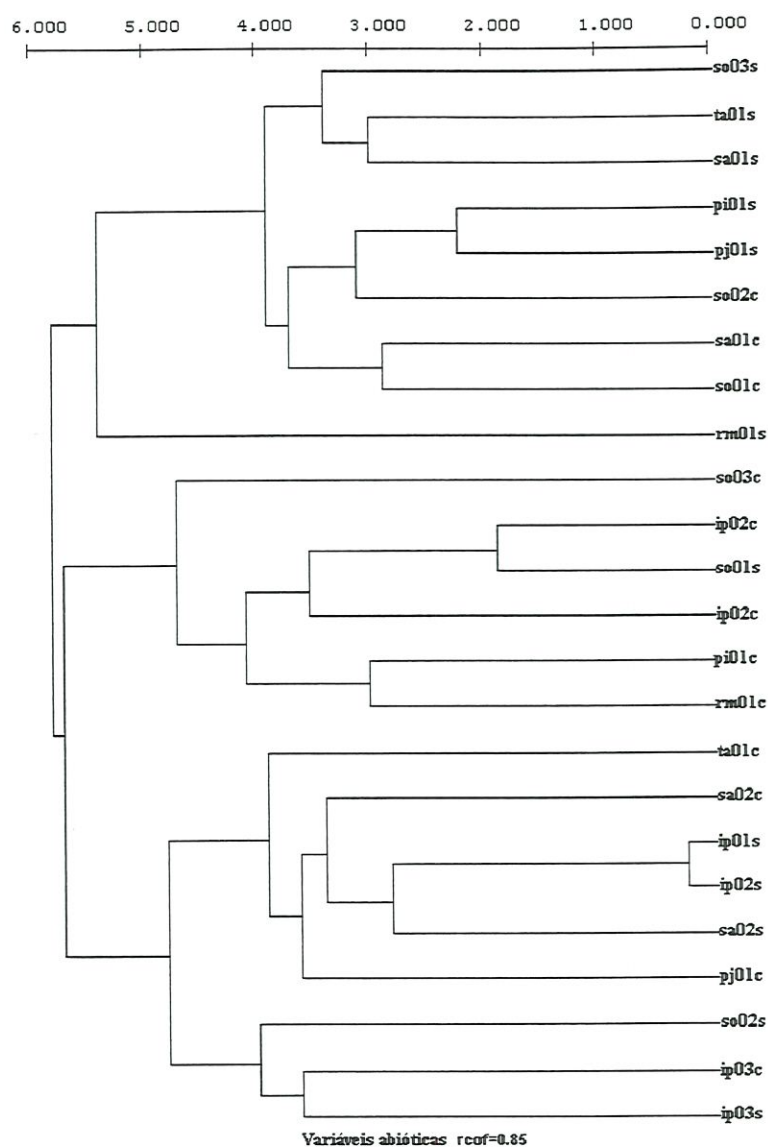 6.000 5.000 4.000 3.000 2.000 1.000 0.000
so03s
ta01s
sa01s
pi01s
pj01s
so02c
sa01c
so01c
rm01s
so03c
ip02c
so01s
ip02c
pi01c
rm01c
ta01c
sa02c
ip01s
ip02s
sa02s
pj01c
so02s
ip03c
ip03s
Variáveis abióticas rcof=0.85